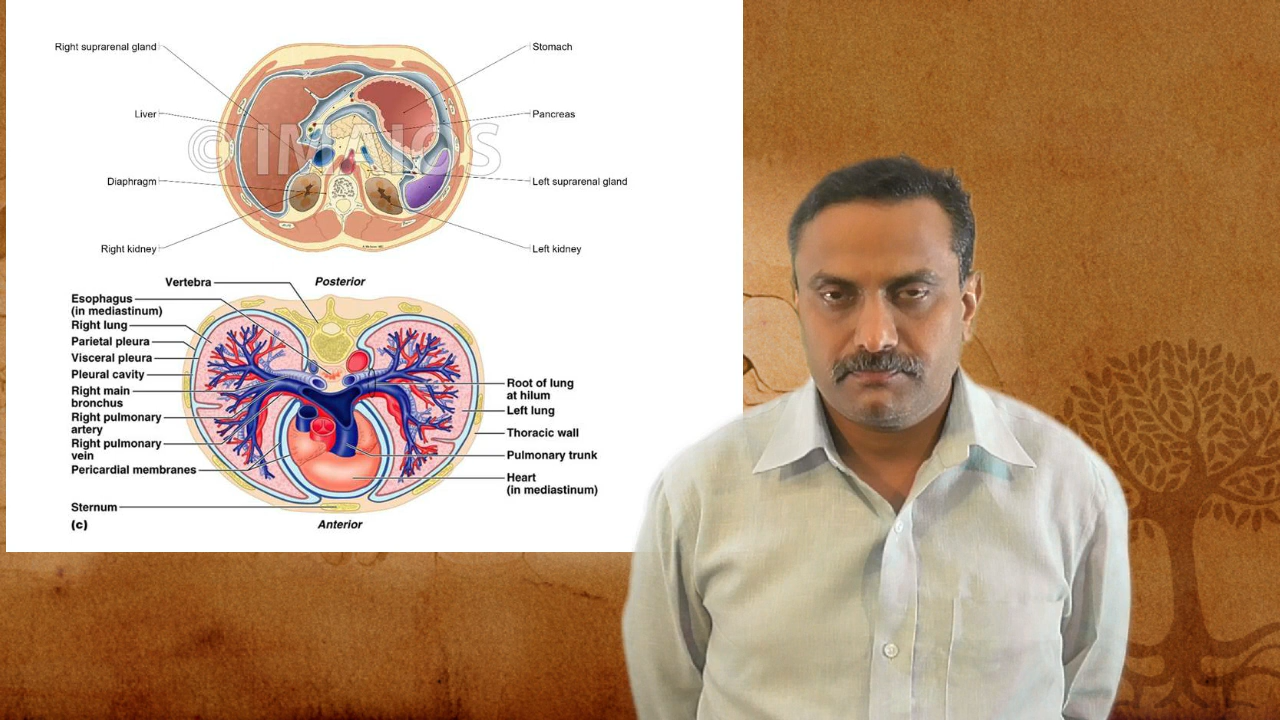 Right suprarenal gland
Stomach
Liver
Pancreas
Diaphragm
Left suprarenal gland
Right kidney
Left kidney
© IMAIOS
Vertebra
Posterior
Esophagus
(in mediastinum)
Right lung
Parietal pleura
Visceral pleura
Pleural cavity
Right main
bronchus
Right pulmonary
artery
Right pulmonary
vein
Pericardial membranes
Sternum
(c)
Root of lung
at hilum
Left lung
Thoracic wall
Pulmonary trunk
Heart
(in mediastinum)
Anterior